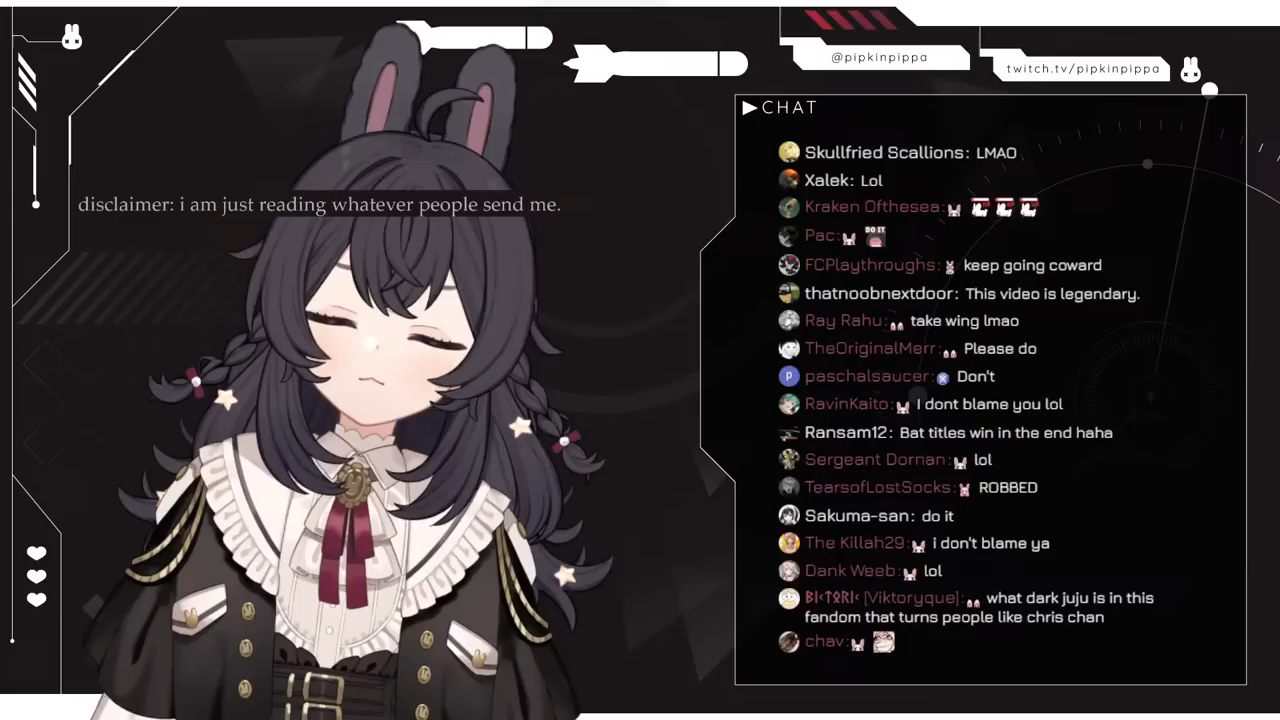 @pipkinpippa
twitch.tv/pipkinpippa
CHAT
Skullfried Scallions: LMAO
Xalek: Lol
disclaimer: i am just reading whatever people send me.
Kraken Ofthesea:
Pac: DO IT
FCPlaythroughs: keep going coward
thatnoobnextdoor: This video is legendary.
Ray Rahu: take wing lmao
TheOriginalMerr: Please do
P paschalsaucer: Don't
RavinKaito: I dont blame you lol
Ransam12: Bat titles win in the end haha
Sergeant Dornan: lol
TearsofLostSocks: ROBBED
Sakuma-san: do it
The Killah29: i don't blame ya
Dank Weeb: lol
[Viktoryque]: what dark juju is in this
fandom that turns people like chris chan
chav: